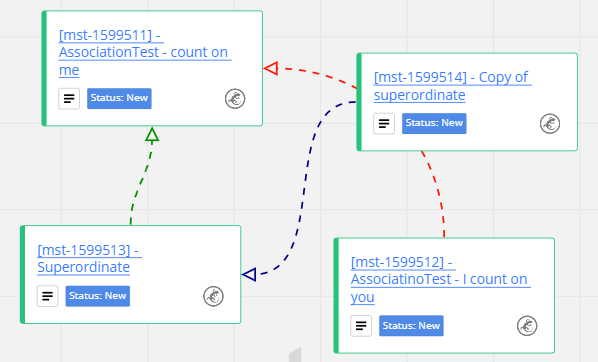 [mst-1599511] -
AssociationTest - count on
me
Status: New
[mst-1599514] - Copy of
superordinate
Status: New
[mst-1599513] -
Superordinate
Status: New
[mst-1599512] -
AssociatinoTest - I count on
you
Status: New